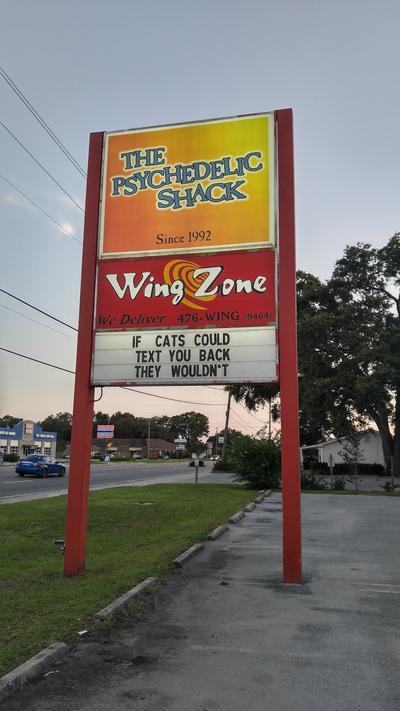 THE
PSYCHEDELIC
SHACK
Since 1992
Wing Zone
We Deliver 476-WING (9464)
IF CATS COULD
TEXT YOU BACK
THEY WOULDN'T